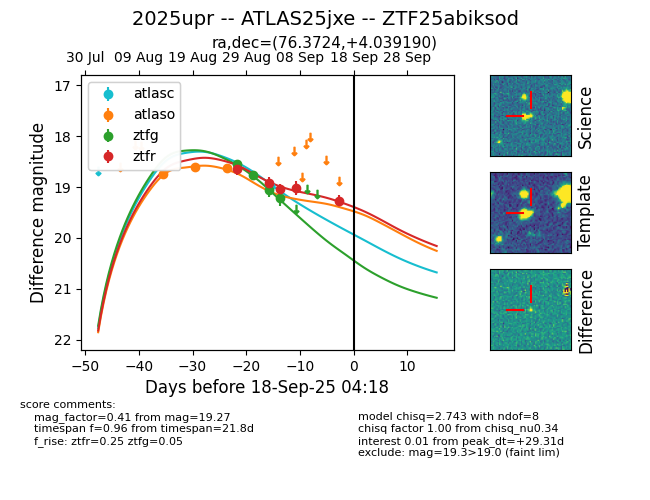 2025upr -- ATLAS25jxe -- ZTF25abiksod
ra,dec=(76.3724,+4.039190)
30 Jul 09 Aug 19 Aug 29 Aug 08 Sep 18 Sep 28 Sep
atlasc
atlaso
ztfg
ztfr
17
18
19
20
21
22
Difference magnitude
−50 −40 −30 −20 −10 0 10
Days before 18-Sep-25 04:18
Science
Template
Difference
score comments:
mag_factor=0.41 from mag=19.27
timespan f=0.96 from timespan=21.8d
f_rise: ztfr=0.25 ztfg=0.05
model chisq=2.743 with ndof=8
chisq factor 1.00 from chisq_nu0.34
interest 0.01 from peak_dt=+29.31d
exclude: mag=19.3>19.0 (faint lim)